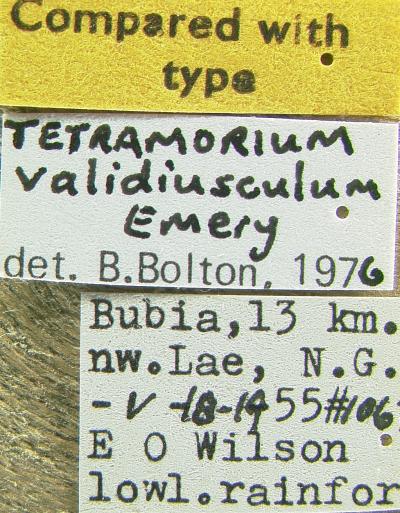 Compared with
type
TETRAMORIUM
validiusculum
Emery
det. B.Bolton, 1976
Bubia, 13 km.
nw.Lae, N.G.
-V 1955 #106
E O Wilson
lowl.rainfor